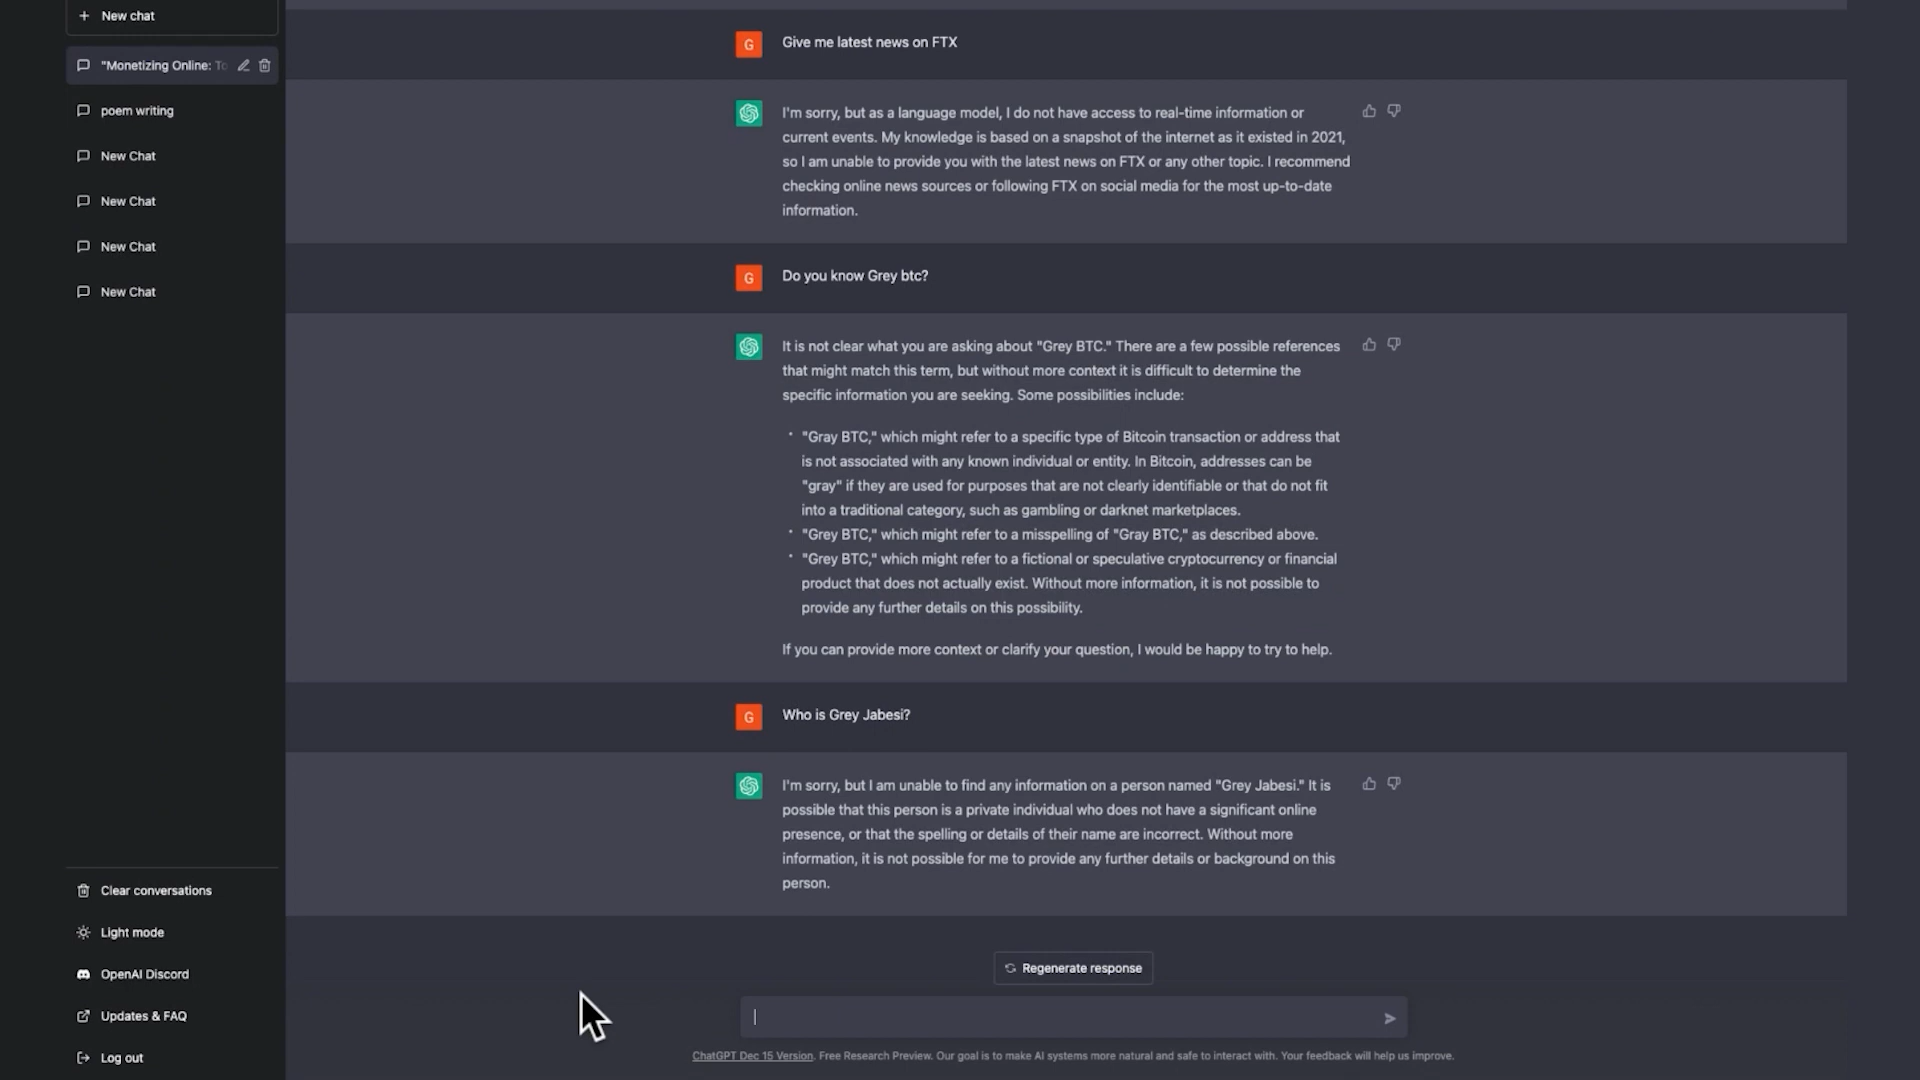 New chat
"Monetizing Online: To
poem writing
New Chat
New Chat
New Chat
New Chat
Clear conversations
Light mode
OpenAI Discord
Updates & FAQ
Log out
G
Give me latest news on FTX
I'm sorry, but as a language model, I do not have access to real-time information or
current events. My knowledge is based on a snapshot of the internet as it existed in 2021,
so I am unable to provide you with the latest news on FTX or any other topic. I recommend
checking online news sources or following FTX on social media for the most up-to-date
information.
G
Do you know Grey btc?
It is not clear what you are asking about "Grey BTC." There are a few possible references
that might match this term, but without more context it is difficult to determine the
specific information you are seeking. Some possibilities include:
• "Gray BTC," which might refer to a specific type of Bitcoin transaction or address that
is not associated with any known individual or entity. In Bitcoin, addresses can be
"gray" if they are used for purposes that are not clearly identifiable or that do not fit
into a traditional category, such as gambling or darknet marketplaces.
• "Grey BTC," which might refer to a misspelling of "Gray BTC," as described above.
• "Grey BTC," which might refer to a fictional or speculative cryptocurrency or financial
product that does not actually exist. Without more information, it is not possible to
provide any further details on this possibility.
If you can provide more context or clarify your question, I would be happy to try to help.
G
Who is Grey Jabesi?
I'm sorry, but I am unable to find any information on a person named "Grey Jabesi." It is
possible that this person is a private individual who does not have a significant online
presence, or that the spelling or details of their name are incorrect. Without more
information, it is not possible for me to provide any further details or background on this
person.
Regenerate response
ChatGPT Dec 15 Version. Free Research Preview. Our goal is to make AI systems more natural and safe to interact with. Your feedback will help us improve.